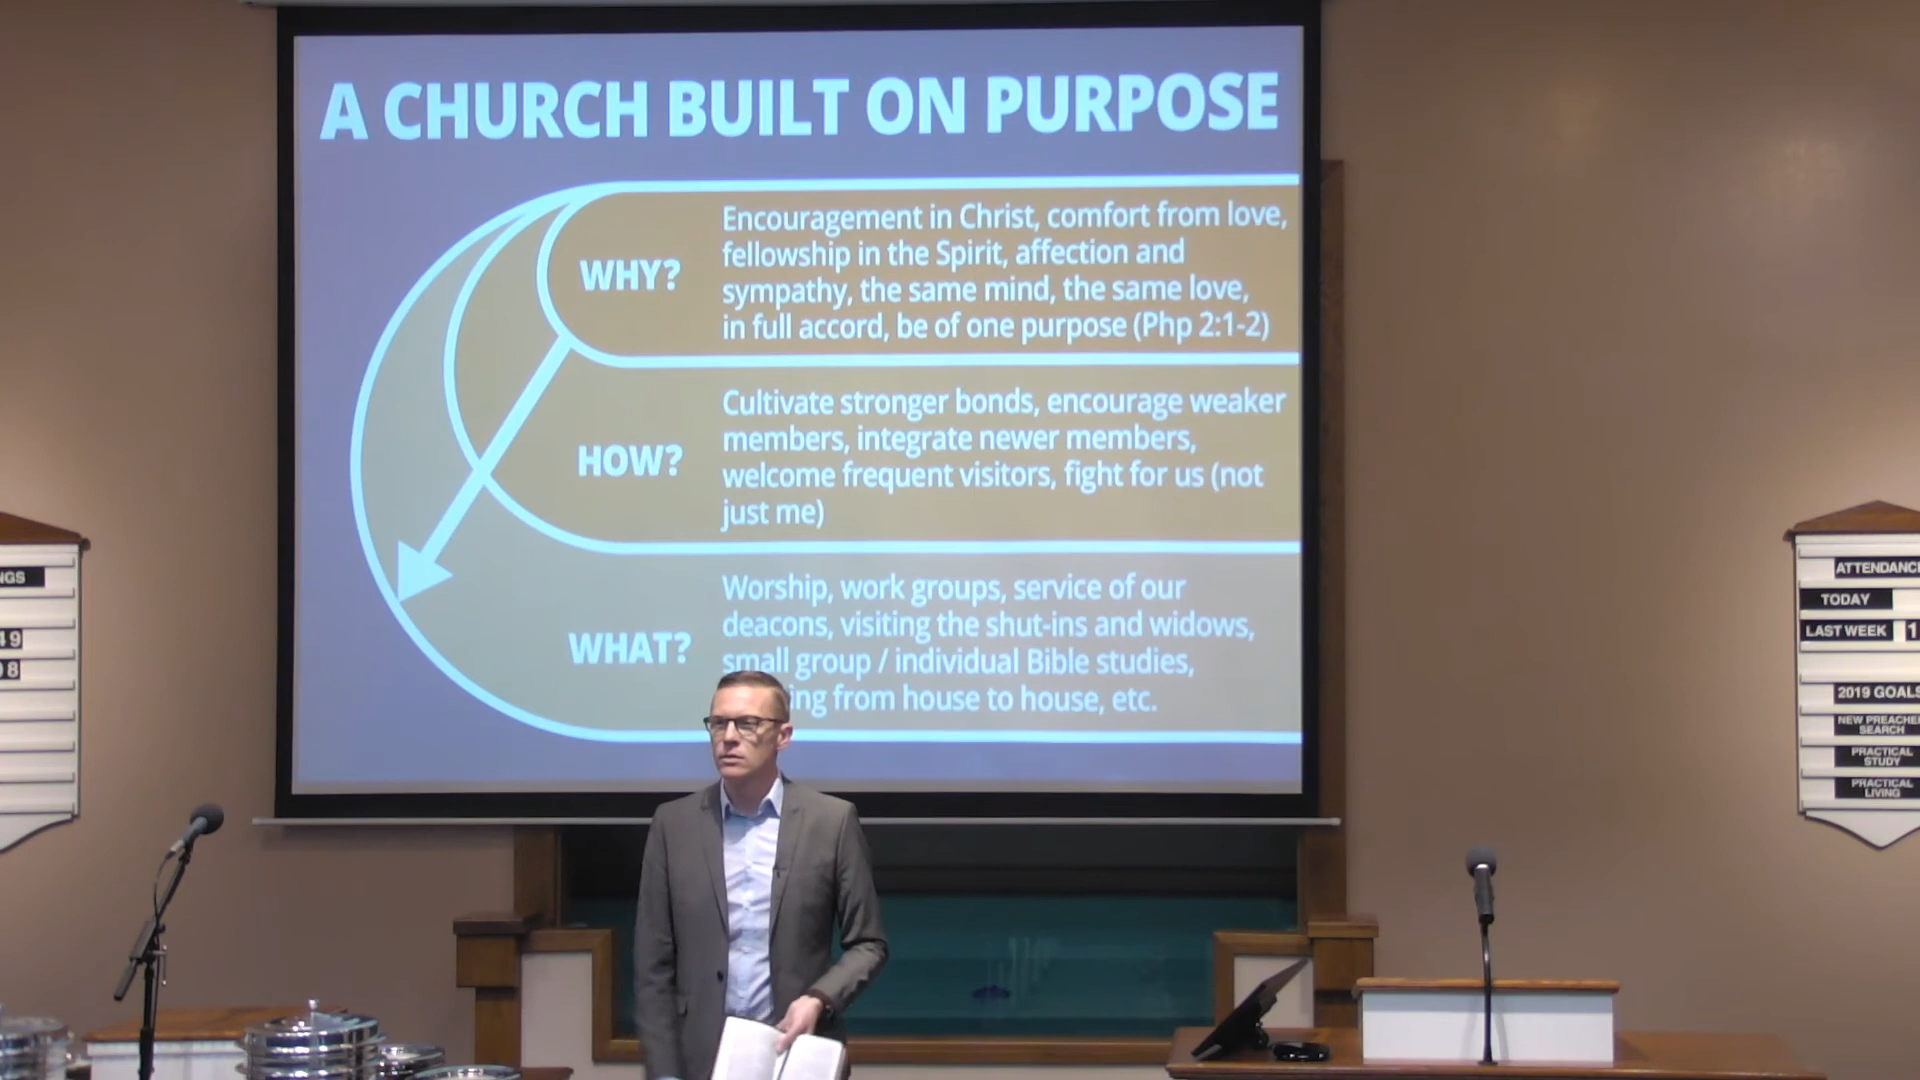 A CHURCH BUILT ON PURPOSE
WHY?
Encouragement in Christ, comfort from love,
fellowship in the Spirit, affection and
sympathy, the same mind, the same love,
in full accord, be of one purpose (Php 2:1-2)
HOW?
Cultivate stronger bonds, encourage weaker
members, integrate newer members,
welcome frequent visitors, fight for us (not
just me)
WHAT?
Worship, work groups, service of our
deacons, visiting the shut-ins and widows,
small group / individual Bible studies,
from house to house, etc.
ATTENDANC
TODAY
LAST WEEK 1
2019 GOALS
NEW PREACHE
SEARCH
PRACTICAL
STUDY
PRACTICAL
LIVING